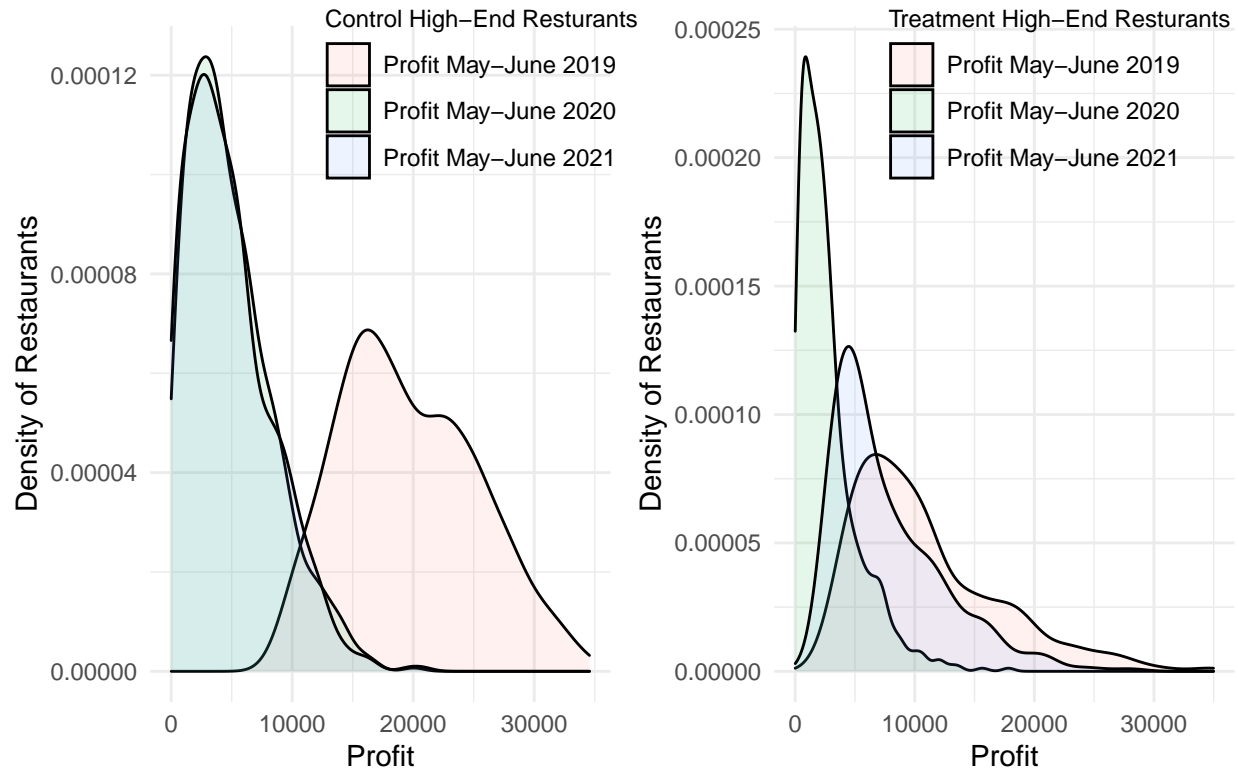 Control High−End Resturants
Profit May−June 2019
Profit May−June 2020
Profit May−June 2021
Density of Restaurants
0.00012
0.00008
0.00004
0.00000
0 10000 20000 30000
Profit
Treatment High−End Resturants
Profit May−June 2019
Profit May−June 2020
Profit May−June 2021
Density of Restaurants
0.00025
0.00020
0.00015
0.00010
0.00005
0.00000
0 10000 20000 30000
Profit